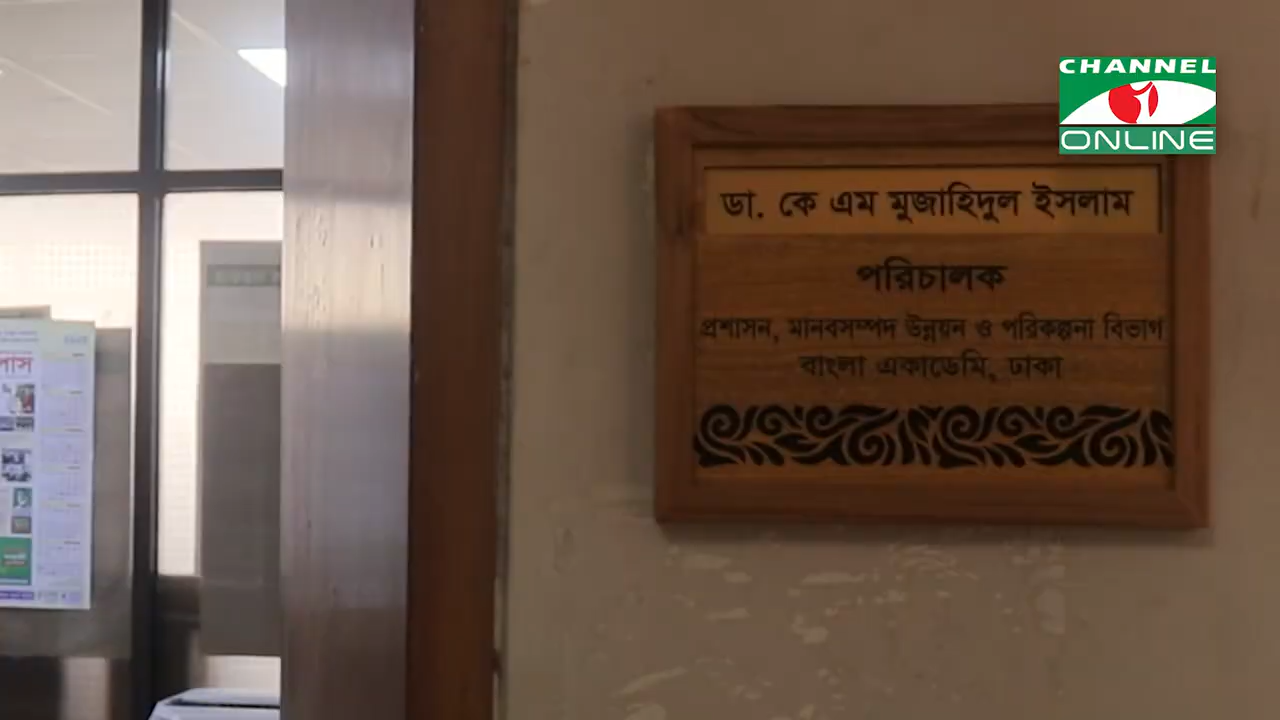 CHANNEL
ONLINE
ডা. কে এম মুজাহিদুল ইসলাম
পরিচালক
প্রশাসন, মানবসম্পদ উন্নয়ন ও পরিকল্পনা বিভাগ
বাংলা একাডেমি, ঢাকা